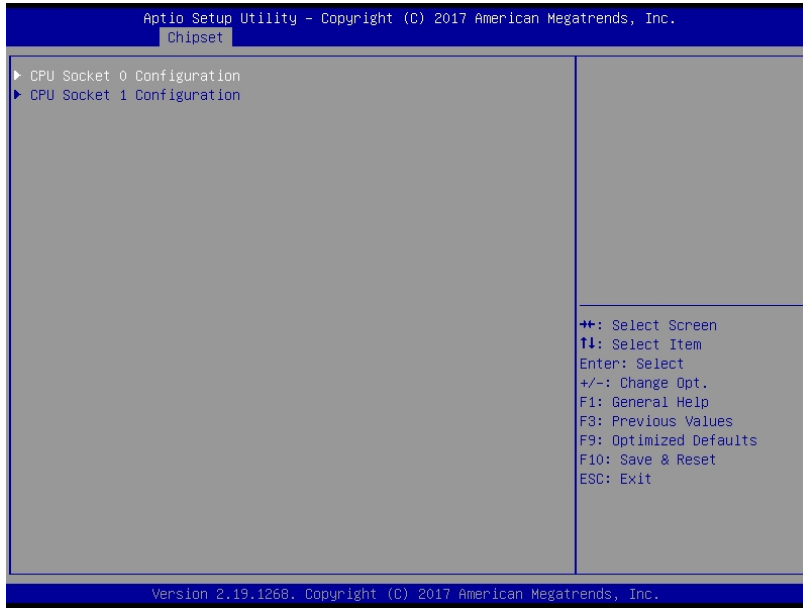 Aptio Setup Utility – Copyright (C) 2017 American Megatrends, Inc.
Chipset
▶ CPU Socket 0 Configuration
▶ CPU Socket 1 Configuration
→←: Select Screen
↑↓: Select Item
Enter: Select
+/-: Change Opt.
F1: General Help
F3: Previous Values
F9: Optimized Defaults
F10: Save & Reset
ESC: Exit
Version 2.19.1268. Copyright (C) 2017 American Megatrends, Inc.